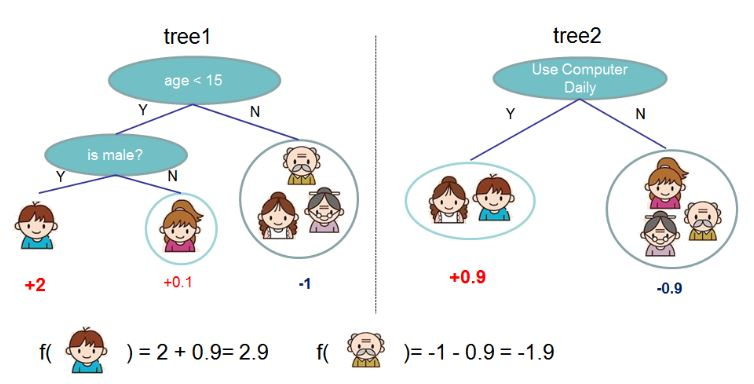 tree1
tree2
age < 15
Use Computer
Daily
Y
N
Y
N
is male?
Y
N
+2
+0.1
-1
+0.9
-0.9
f( ) = 2 + 0.9= 2.9
f( )= -1 - 0.9 = -1.9